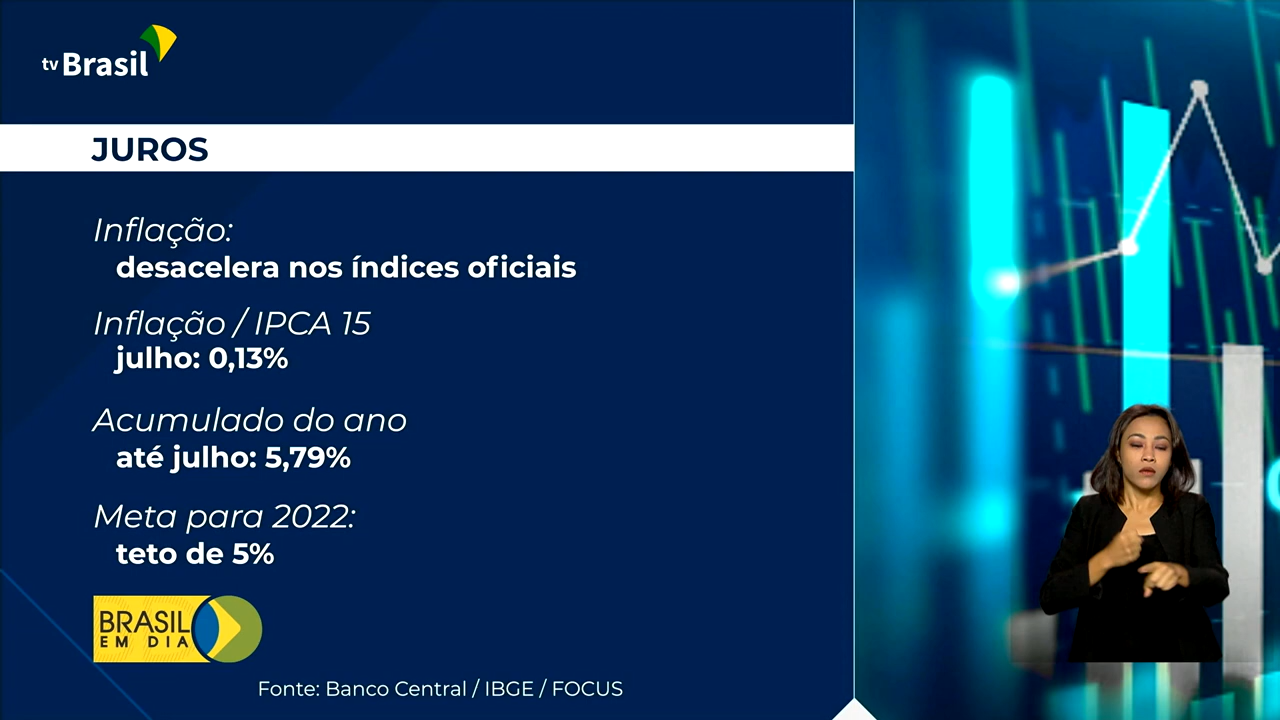 tv Brasil
JUROS
Inflação:
desacelera nos índices oficiais
Inflação / IPCA 15
julho: 0,13%
Acumulado do ano
até julho: 5,79%
Meta para 2022:
teto de 5%
BRASIL
EM DIA
Fonte: Banco Central / IBGE / FOCUS